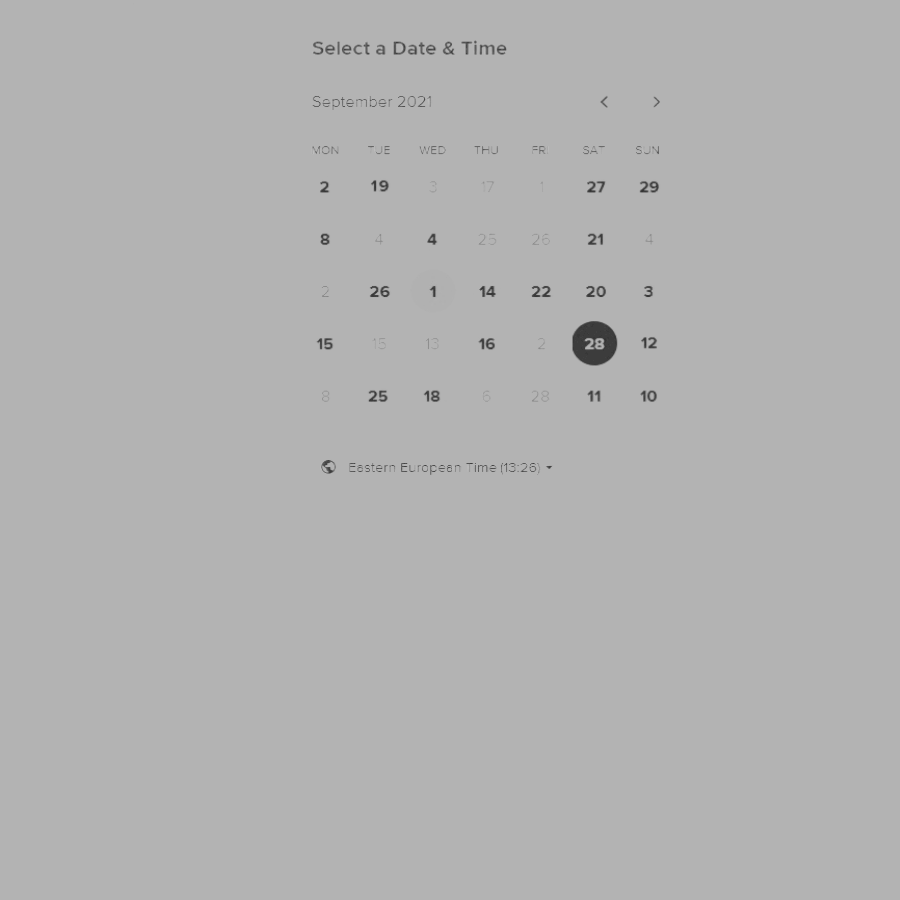 Select a Date & Time
September 2021
MON TUE WED THU FRI SAT SUN
2 19 3 17 1 27 29
8 4 4 25 26 21 4
2 26 1 14 22 20 3
15 15 13 16 2 28 12
8 25 18 6 28 11 10
Eastern European Time (13:26)